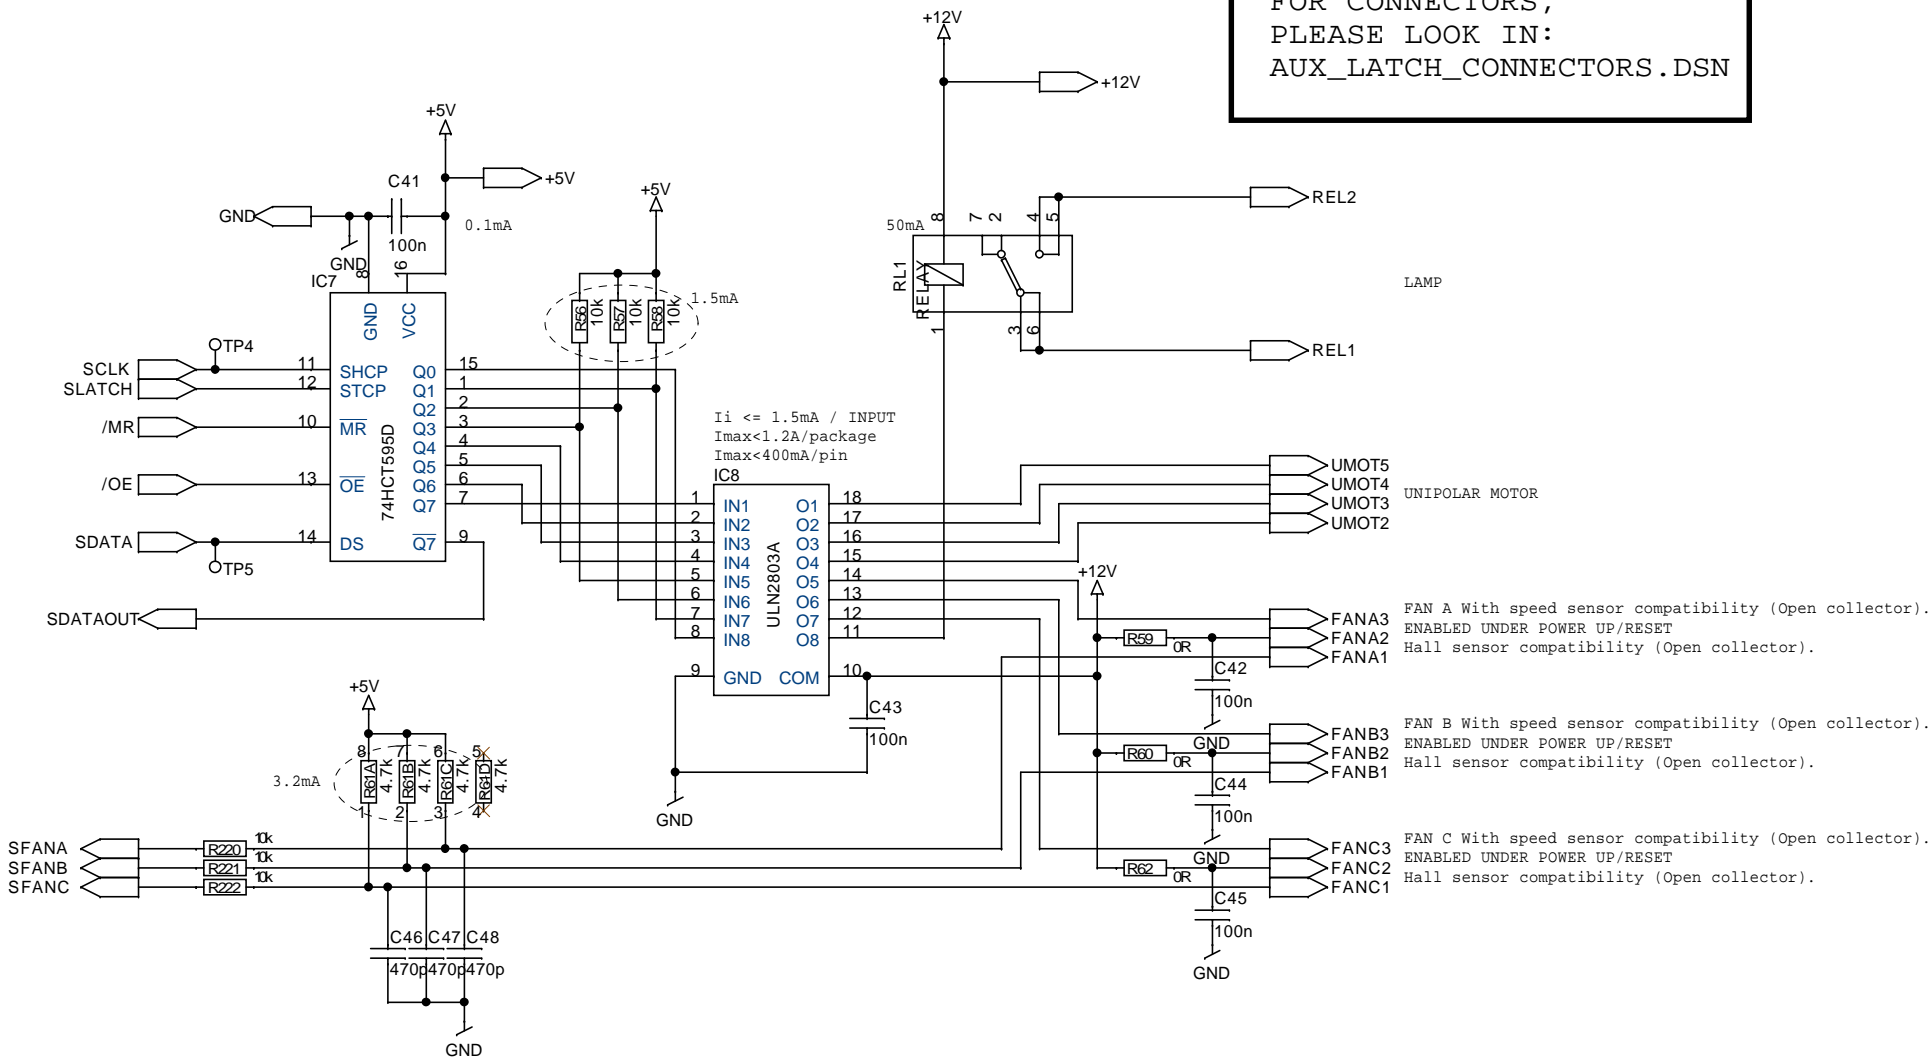 FOR CONNECTORS,
PLEASE LOOK IN:
AUX_LATCH_CONNECTORS.DSN
+12V
+12V
+5V
+5V
C41
100n
0.1mA
GND
GND
+5V
1.5mA
R56
10k
R57
10k
R58
10k
50mA
8
7
2
4
5
RL1
RELAY
1
3
6
REL2
LAMP
REL1
IC7
8
16
GND
VCC
74HCT595D
SCLK
TP4
11
SHCP
Q0
15
SLATCH
12
STCP
Q1
1
Q2
2
/MR
10
MR
Q3
3
Q4
4
Q5
5
/OE
13
OE
Q6
6
Q7
7
SDATA
14
DS
Q7
9
TP5
SDATAOUT
Ii <= 1.5mA / INPUT
Imax<1.2A/package
Imax<400mA/pin
IC8
ULN2803A
1
IN1
O1
18
2
IN2
O2
17
3
IN3
O3
16
4
IN4
O4
15
5
IN5
O5
14
6
IN6
O6
13
7
IN7
O7
12
8
IN8
O8
11
9
GND
COM
10
UMOT5
UMOT4
UMOT3
UMOT2
UNIPOLAR MOTOR
+12V
C43
100n
GND
FANA3
FANA2
FANA1
R59
0R
C42
100n
GND
FAN A With speed sensor compatibility (Open collector).
ENABLED UNDER POWER UP/RESET
Hall sensor compatibility (Open collector).
FANB3
FANB2
FANB1
R60
0R
C44
100n
GND
FAN B With speed sensor compatibility (Open collector).
ENABLED UNDER POWER UP/RESET
Hall sensor compatibility (Open collector).
FANC3
FANC2
FANC1
R62
0R
C45
100n
GND
FAN C With speed sensor compatibility (Open collector).
ENABLED UNDER POWER UP/RESET
Hall sensor compatibility (Open collector).
+5V
3.2mA
8
7
6
5
R61A
4.7k
R61B
4.7k
R61C
4.7k
R61D
4.7k
1
2
3
4
SFANA
R220
10k
SFANB
R221
10k
SFANC
R222
10k
C46
C47
C48
470p
470p
470p
GND